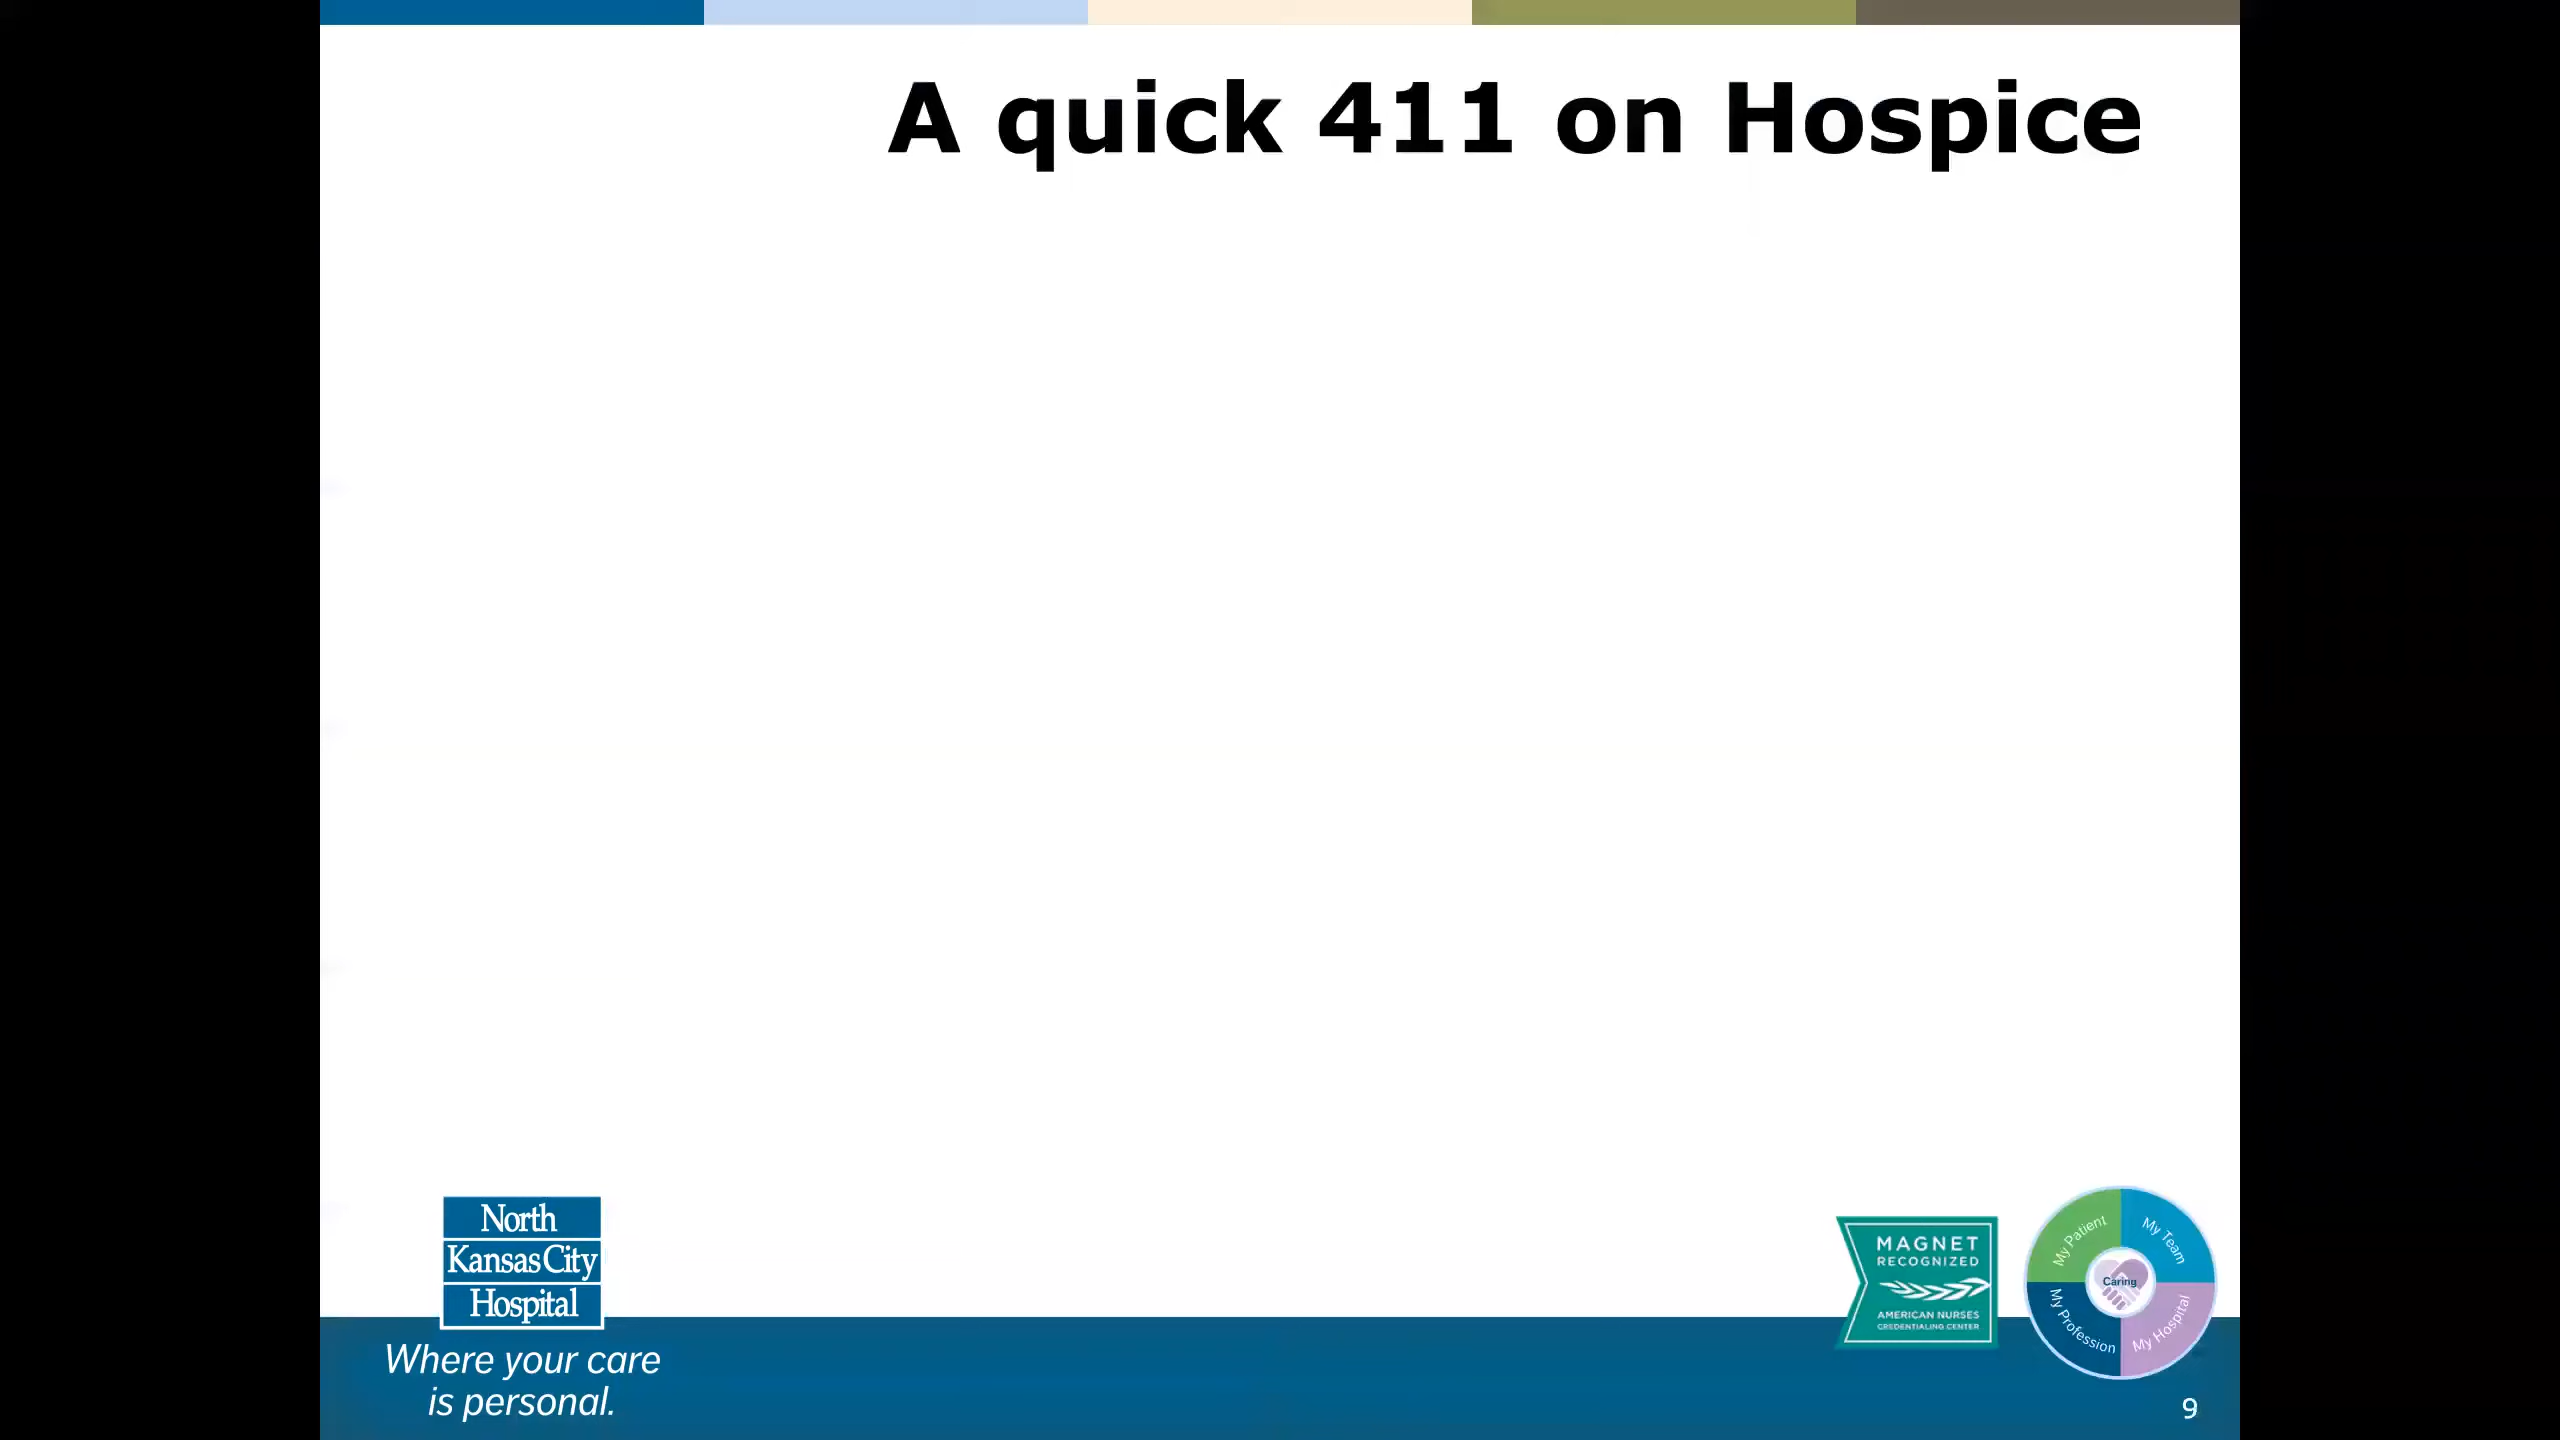 A quick 411 on Hospice
North
Kansas City
Hospital
Where your care
is personal.
MAGNET
RECOGNIZED
AMERICAN NURSES
CREDENTIALING CENTER
My Patient
My Team
Caring
My Profession
My Hospital
9